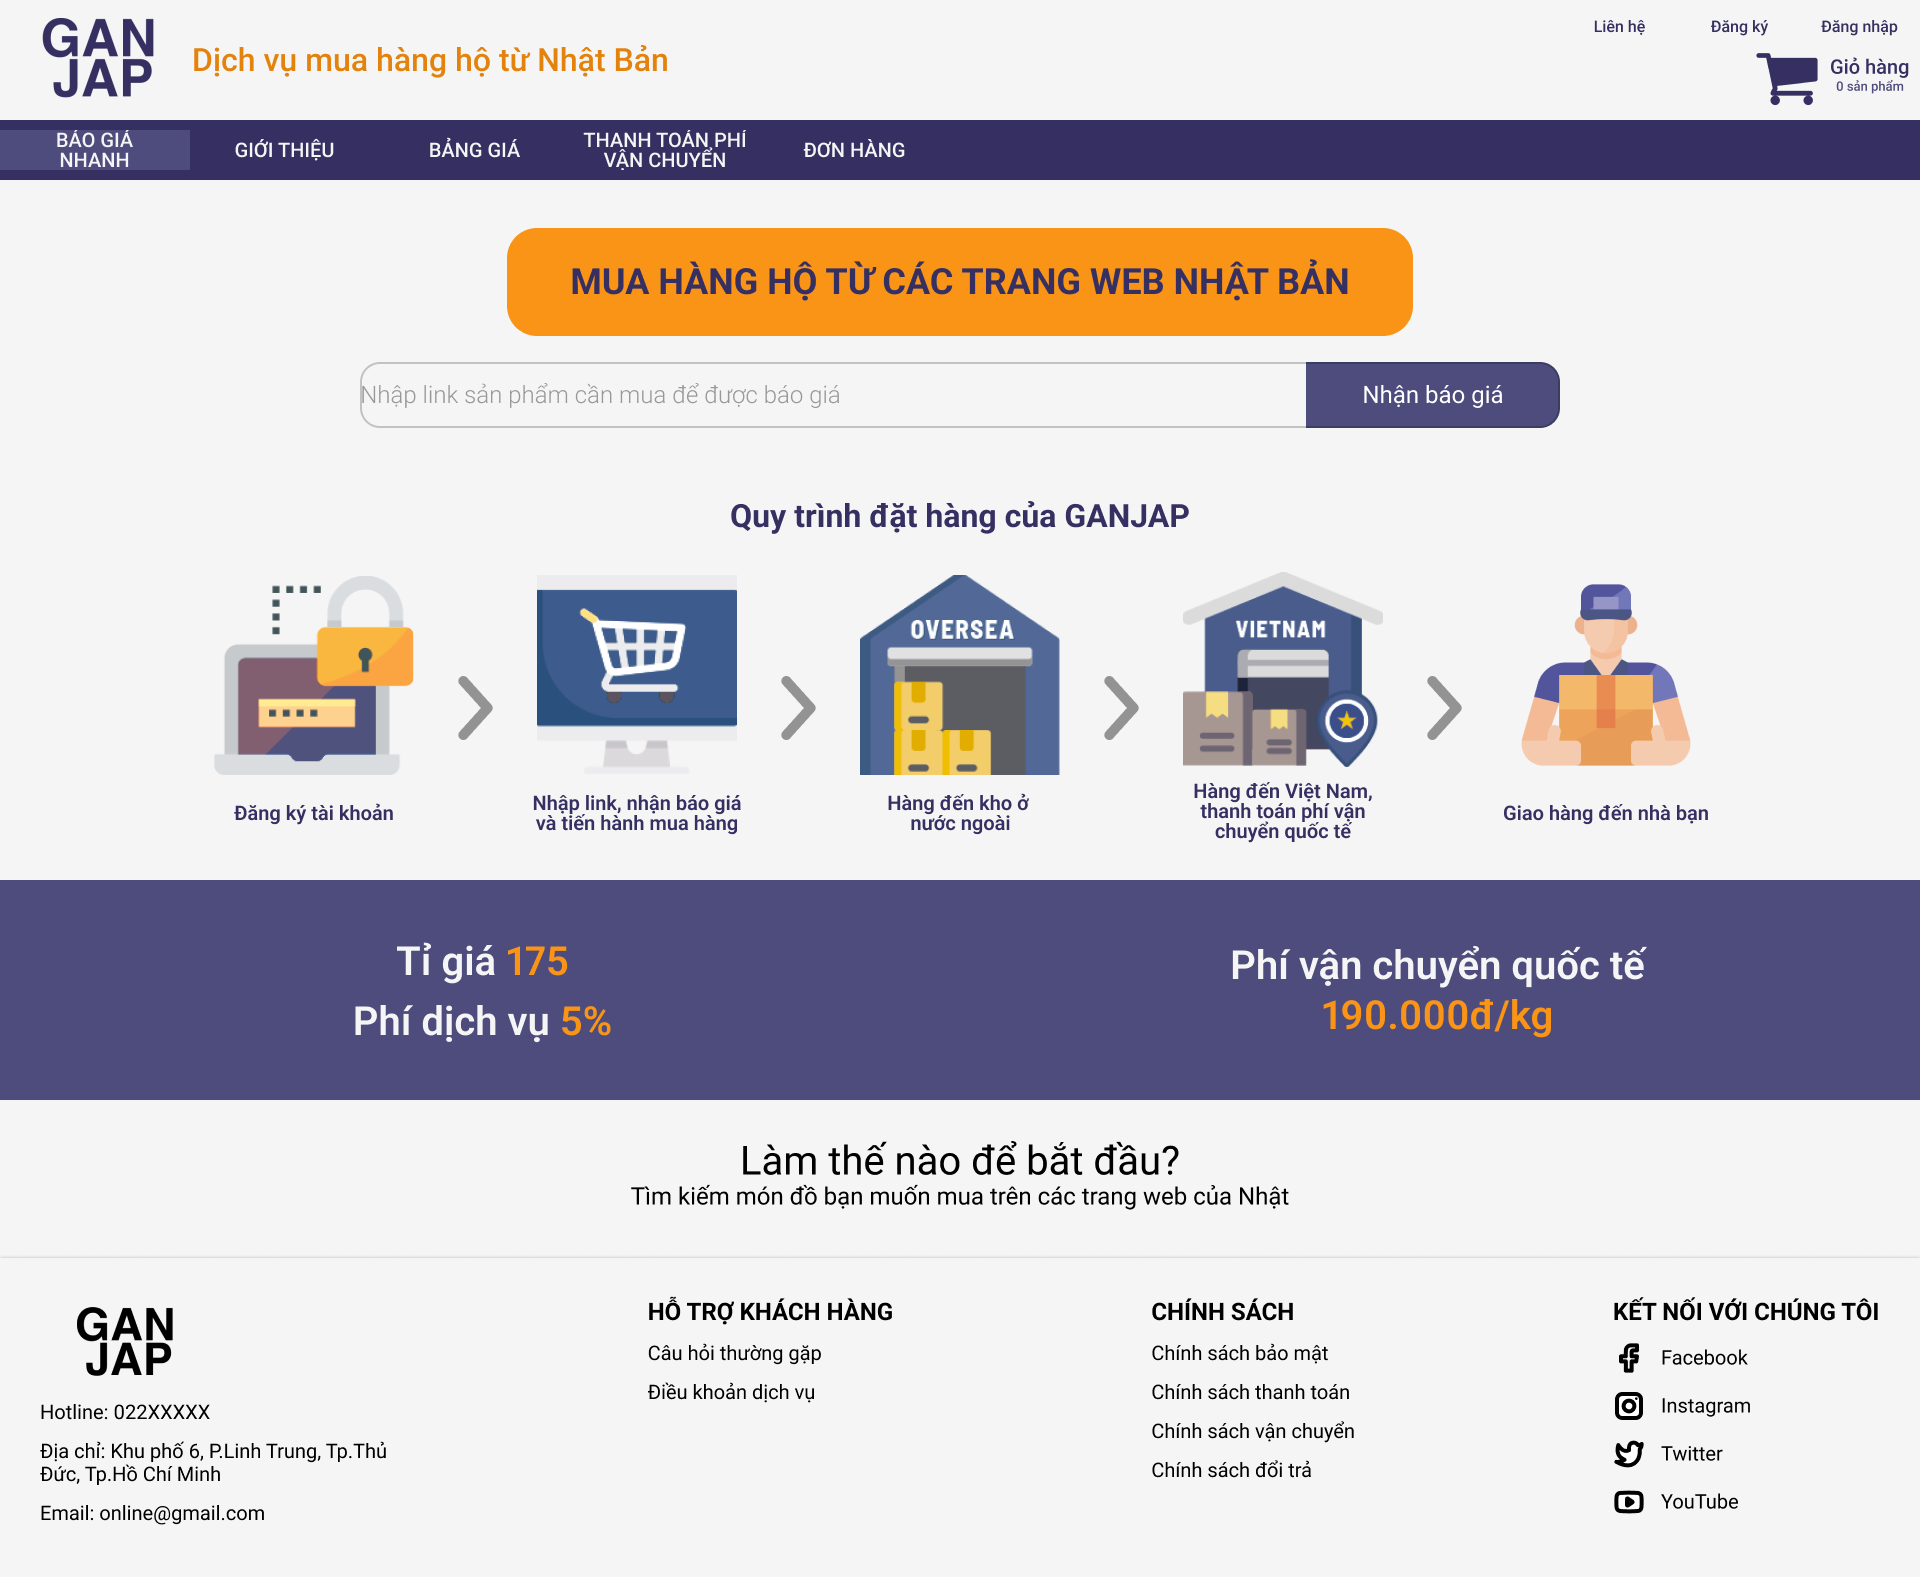 GAN
JAP
Dịch vụ mua hàng hộ từ Nhật Bản
Liên hệ
Đăng ký
Đăng nhập
Giỏ hàng
0 sản phẩm
BÁO GIÁ
NHANH
GIỚI THIỆU
BẢNG GIÁ
THANH TOÁN PHÍ
VẬN CHUYỂN
ĐƠN HÀNG
MUA HÀNG HỘ TỪ CÁC TRANG WEB NHẬT BẢN
Nhập link sản phẩm cần mua để được báo giá
Nhận báo giá
Quy trình đặt hàng của GANJAP
OVERSEA
VIETNAM
Đăng ký tài khoản
Nhập link, nhận báo giá
và tiến hành mua hàng
Hàng đến kho ở
nước ngoài
Hàng đến Việt Nam,
thanh toán phí vận
chuyển quốc tế
Giao hàng đến nhà bạn
Tỉ giá 175
Phí dịch vụ 5%
Phí vận chuyển quốc tế
190.000đ/kg
Làm thế nào để bắt đầu?
Tìm kiếm món đồ bạn muốn mua trên các trang web của Nhật
GAN
JAP
Hotline: 022XXXXX
Địa chỉ: Khu phố 6, P.Linh Trung, Tp.Thủ
Đức, Tp.Hồ Chí Minh
Email: online@gmail.com
HỖ TRỢ KHÁCH HÀNG
Câu hỏi thường gặp
Điều khoản dịch vụ
CHÍNH SÁCH
Chính sách bảo mật
Chính sách thanh toán
Chính sách vận chuyển
Chính sách đổi trả
KẾT NỐI VỚI CHÚNG TÔI
Facebook
Instagram
Twitter
YouTube